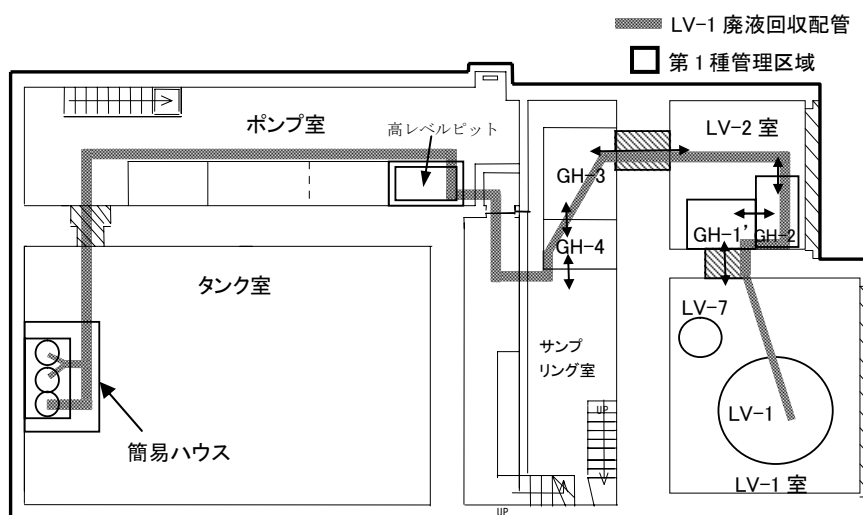 LV-1 廃液回収配管
第1種管理区域
ポンプ室
高レベルピット
LV-2 室
GH-3
GH-4
GH-1'
GH-2
タンク室
LV-7
サンプ
リング室
簡易ハウス
UP
LV-1
LV-1 室
UP